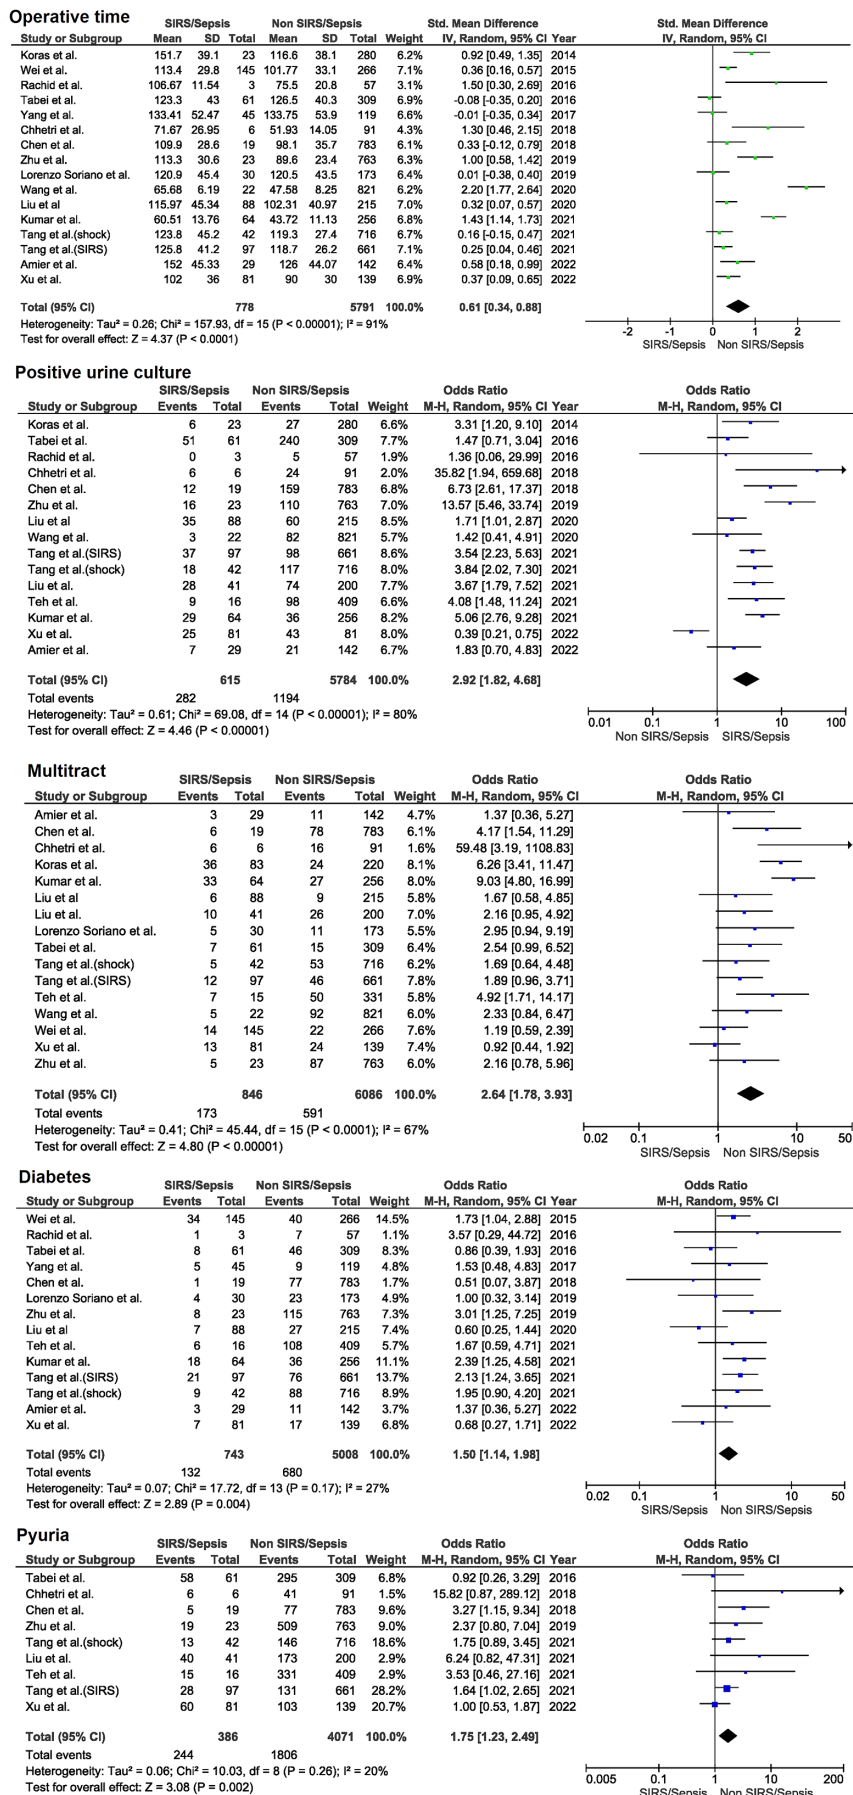 Operative time
SIRS/Sepsis Non SIRS/Sepsis Std. Mean Difference Std. Mean Difference
Study or Subgroup Mean SD Total Mean SD Total Weight IV, Random, 95% CI Year IV, Random, 95% CI
Koras et al. 151.7 39.1 23 116.6 38.1 280 6.2% 0.92 [0.49, 1.35] 2014
Wei et al. 113.4 29.8 145 101.77 33.1 266 7.1% 0.36 [0.16, 0.57] 2015
Rachid et al. 106.67 11.54 3 75.5 20.8 57 3.1% 1.50 [0.30, 2.69] 2016
Tabei et al. 123.3 43 61 126.5 40.3 309 6.9% -0.08 [-0.35, 0.20] 2016
Yang et al. 133.41 52.47 45 133.75 53.9 119 6.6% -0.01 [-0.35, 0.34] 2017
Chhetri et al. 71.67 26.95 6 51.93 14.05 91 4.4% 1.30 [0.46, 2.15] 2018
Chen et al. 109.9 28.6 19 98.1 35.7 783 6.1% 0.33 [-0.12, 0.79] 2018
Zhu et al. 113.3 30.6 23 89.6 23.4 763 6.3% 1.00 [0.58, 1.42] 2019
Lorenzo Soriano et al. 120.9 45.4 30 120.5 43.5 173 6.5% 0.01 [-0.38, 0.40] 2019
Wang et al. 65.68 6.19 22 47.58 8.25 821 6.2% 2.20 [1.77, 2.64] 2020
Liu et al 115.97 45.34 88 102.31 40.97 215 7.0% 0.32 [0.07, 0.57] 2020
Kumar et al. 60.51 13.76 64 43.72 11.13 256 6.8% 1.43 [1.14, 1.73] 2021
Tang et al.(shock) 123.8 45.2 42 119.3 27.4 716 6.8% 0.16 [-0.15, 0.47] 2021
Tang et al.(SIRS) 125.8 41.2 97 118.7 26.2 661 7.1% 0.25 [0.04, 0.46] 2021
Amier et al. 152 45.33 29 126 44.07 142 6.4% 0.58 [0.18, 0.99] 2022
Xu et al. 102 36 81 90 30 139 6.9% 0.37 [0.09, 0.65] 2022
Total (95% CI) 778 5791 100.0% 0.61 [0.34, 0.88]
Heterogeneity: Tau² = 0.26; Chi² = 157.93, df = 15 (P < 0.00001); I² = 91%
Test for overall effect: Z = 4.37 (P < 0.0001)
-2 -1 0 1 2
SIRS/Sepsis Non SIRS/Sepsis
Positive urine culture
SIRS/Sepsis Non SIRS/Sepsis Odds Ratio Odds Ratio
Study or Subgroup Events Total Events Total Weight M-H, Random, 95% CI Year M-H, Random, 95% CI
Koras et al. 6 23 27 280 6.6% 3.31 [1.20, 9.10] 2014
Tabei et al. 51 61 240 309 7.7% 1.47 [0.71, 3.04] 2016
Rachid et al. 0 3 5 57 1.9% 1.36 [0.06, 29.99] 2016
Chhetri et al. 6 6 24 91 2.0% 35.82 [1.94, 659.68] 2018
Chen et al. 12 19 159 783 6.8% 6.73 [2.61, 17.37] 2018
Zhu et al. 16 23 110 763 7.0% 13.57 [5.46, 33.74] 2019
Liu et al 35 88 60 215 8.5% 1.71 [1.01, 2.87] 2020
Wang et al. 3 22 82 821 5.7% 1.42 [0.41, 4.91] 2020
Tang et al.(SIRS) 37 97 98 661 8.6% 3.54 [2.23, 5.63] 2021
Tang et al.(shock) 18 42 117 716 8.0% 3.84 [2.02, 7.30] 2021
Liu et al. 28 41 74 200 7.8% 3.67 [1.79, 7.52] 2021
Teh et al. 9 16 98 409 6.6% 4.08 [1.48, 11.24] 2021
Kumar et al. 29 64 36 256 8.2% 5.06 [2.76, 9.28] 2021
Xu et al. 25 81 43 81 8.0% 0.39 [0.21, 0.75] 2022
Amier et al. 7 29 21 142 6.7% 1.83 [0.70, 4.83] 2022
Total (95% CI) 615 5784 100.0% 2.92 [1.82, 4.68]
Total events 282 1194
Heterogeneity: Tau² = 0.61; Chi² = 69.08, df = 14 (P < 0.00001); I² = 80%
Test for overall effect: Z = 4.46 (P < 0.00001)
0.01 0.1 1 10 100
Non SIRS/Sepsis SIRS/Sepsis
Multitract
SIRS/Sepsis Non SIRS/Sepsis Odds Ratio Odds Ratio
Study or Subgroup Events Total Events Total Weight M-H, Random, 95% CI M-H, Random, 95% CI
Amier et al. 3 29 11 142 4.7% 1.37 [0.36, 5.27]
Chen et al. 6 19 78 783 6.1% 4.17 [1.54, 11.29]
Chhetri et al. 6 6 16 91 1.6% 59.48 [3.19, 1108.83]
Koras et al. 36 83 24 220 8.1% 6.26 [3.41, 11.47]
Kumar et al. 33 64 27 256 8.0% 9.03 [4.80, 16.99]
Liu et al 6 88 9 215 5.8% 1.67 [0.58, 4.85]
Liu et al. 10 41 26 200 7.0% 2.16 [0.95, 4.92]
Lorenzo Soriano et al. 5 30 11 173 5.5% 2.95 [0.94, 9.19]
Tabei et al. 7 61 15 309 6.4% 2.54 [0.99, 6.52]
Tang et al.(shock) 5 42 53 716 6.2% 1.69 [0.64, 4.48]
Tang et al.(SIRS) 12 97 46 661 7.8% 1.89 [0.96, 3.71]
Teh et al. 7 15 50 331 5.8% 4.92 [1.71, 14.17]
Wang et al. 5 22 92 821 6.0% 2.33 [0.84, 6.47]
Wei et al. 14 145 22 266 7.6% 1.19 [0.59, 2.39]
Xu et al. 13 81 24 139 7.4% 0.92 [0.44, 1.92]
Zhu et al. 5 23 87 763 6.0% 2.16 [0.78, 5.96]
Total (95% CI) 846 6086 100.0% 2.64 [1.78, 3.93]
Total events 173 591
Heterogeneity: Tau² = 0.41; Chi² = 45.44, df = 15 (P < 0.0001); I² = 67%
Test for overall effect: Z = 4.80 (P < 0.00001)
0.02 0.1 1 10 50
SIRS/Sepsis Non SIRS/Sepsis
Diabetes
SIRS/Sepsis Non SIRS/Sepsis Odds Ratio Odds Ratio
Study or Subgroup Events Total Events Total Weight M-H, Random, 95% CI Year M-H, Random, 95% CI
Wei et al. 34 145 40 266 14.5% 1.73 [1.04, 2.88] 2015
Rachid et al. 1 3 7 57 1.1% 3.57 [0.29, 44.72] 2016
Tabei et al. 8 61 46 309 8.3% 0.86 [0.39, 1.93] 2016
Yang et al. 5 45 9 119 4.8% 1.53 [0.48, 4.83] 2017
Chen et al. 1 19 77 783 1.7% 0.51 [0.07, 3.87] 2018
Lorenzo Soriano et al. 4 30 23 173 4.9% 1.00 [0.32, 3.14] 2019
Zhu et al. 8 23 115 763 7.3% 3.01 [1.25, 7.25] 2019
Liu et al 7 88 27 215 7.4% 0.60 [0.25, 1.44] 2020
Teh et al. 6 16 108 409 5.7% 1.67 [0.59, 4.71] 2021
Kumar et al. 18 64 36 256 11.1% 2.39 [1.25, 4.58] 2021
Tang et al.(SIRS) 21 97 76 661 13.7% 2.13 [1.24, 3.65] 2021
Tang et al.(shock) 9 42 88 716 8.9% 1.95 [0.90, 4.20] 2021
Amier et al. 3 29 11 142 3.7% 1.37 [0.36, 5.27] 2022
Xu et al. 7 81 17 139 6.8% 0.68 [0.27, 1.71] 2022
Total (95% CI) 743 5008 100.0% 1.50 [1.14, 1.98]
Total events 132 680
Heterogeneity: Tau² = 0.07; Chi² = 17.72, df = 13 (P = 0.17); I² = 27%
Test for overall effect: Z = 2.89 (P = 0.004)
0.02 0.1 1 10 50
SIRS/Sepsis Non SIRS/Sepsis
Pyuria
SIRS/Sepsis Non SIRS/Sepsis Odds Ratio Odds Ratio
Study or Subgroup Events Total Events Total Weight M-H, Random, 95% CI Year M-H, Random, 95% CI
Tabei et al. 58 61 295 309 6.8% 0.92 [0.26, 3.29] 2016
Chhetri et al. 6 6 41 91 1.5% 15.82 [0.87, 289.12] 2018
Chen et al. 5 19 77 783 9.6% 3.27 [1.15, 9.34] 2018
Zhu et al. 19 23 509 763 9.0% 2.37 [0.80, 7.04] 2019
Tang et al.(shock) 13 42 146 716 18.6% 1.75 [0.89, 3.45] 2021
Liu et al. 40 41 173 200 2.9% 6.24 [0.82, 47.31] 2021
Teh et al. 15 16 331 409 2.9% 3.53 [0.46, 27.16] 2021
Tang et al.(SIRS) 28 97 131 661 28.2% 1.64 [1.02, 2.65] 2021
Xu et al. 60 81 103 139 20.7% 1.00 [0.53, 1.87] 2022
Total (95% CI) 386 4071 100.0% 1.75 [1.23, 2.49]
Total events 244 1806
Heterogeneity: Tau² = 0.06; Chi² = 10.03, df = 8 (P = 0.26); I² = 20%
Test for overall effect: Z = 3.08 (P = 0.002)
0.005 0.1 1 10 200
SIRS/Sepsis Non SIRS/Sepsis